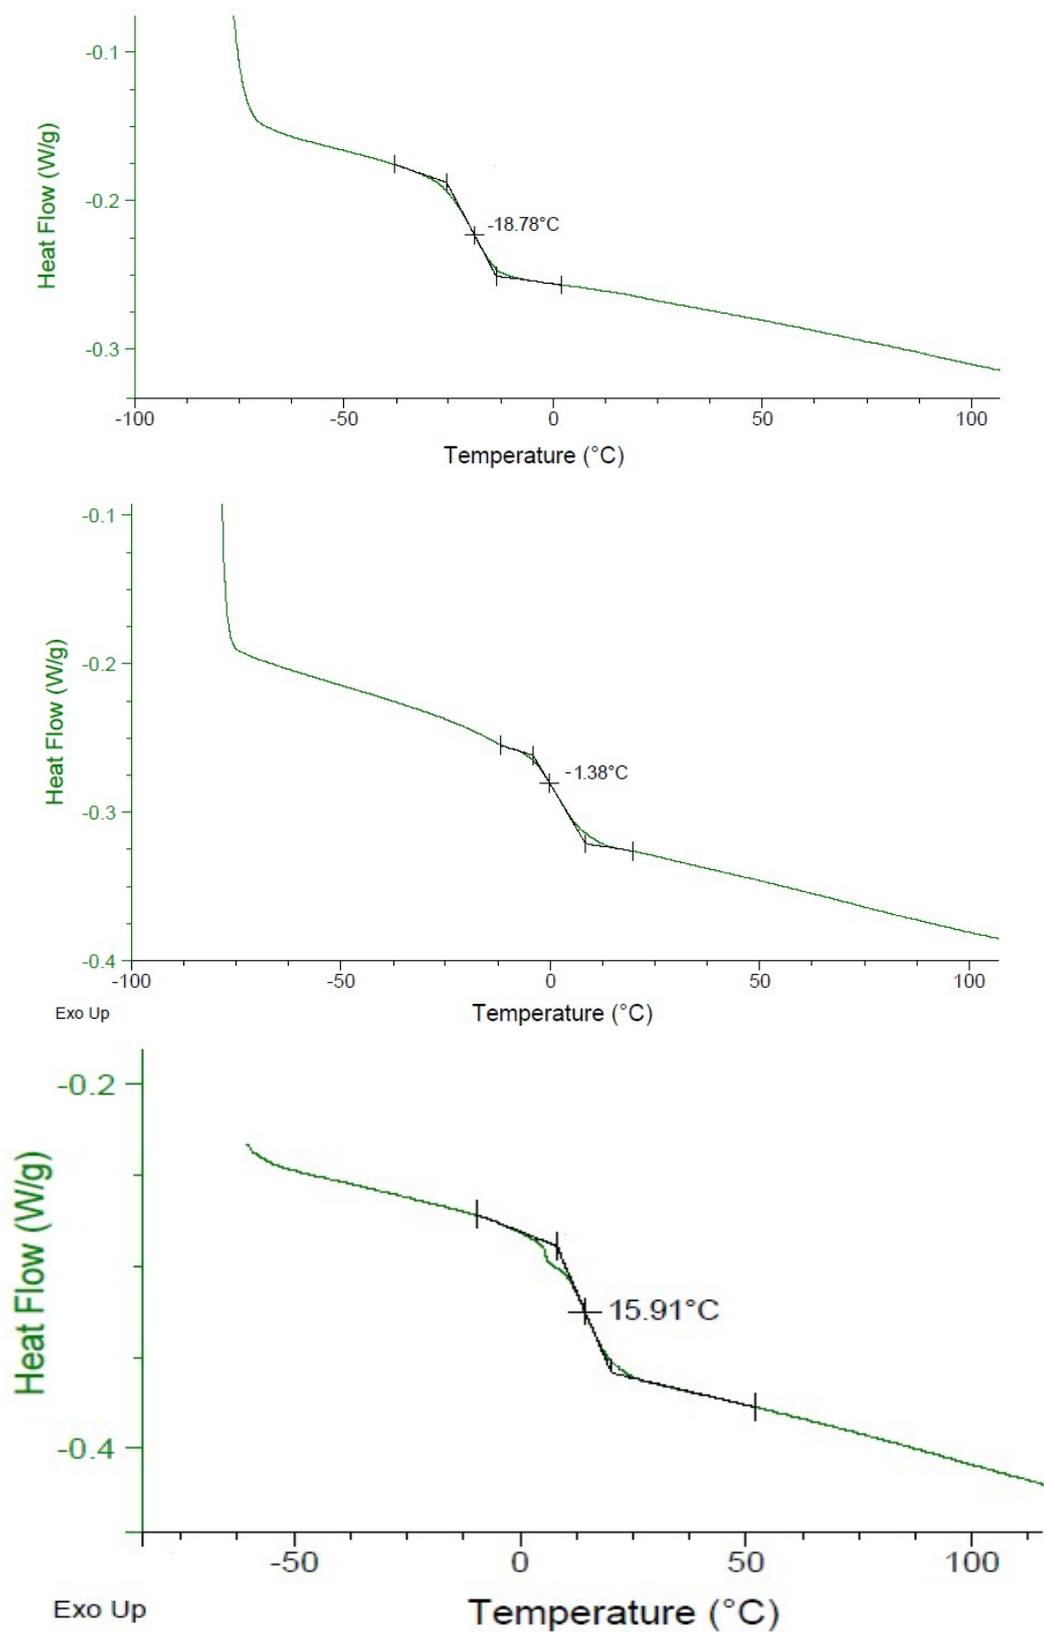 -0.1
-0.2
-0.3
Heat Flow (W/g)
-18.78°C
-100 -50 0 50 100
Temperature (°C)
-0.1
-0.2
-0.3
-0.4
Heat Flow (W/g)
-1.38°C
-100 -50 0 50 100
Exo Up Temperature (°C)
-0.2
-0.4
Heat Flow (W/g)
15.91°C
-50 0 50 100
Exo Up Temperature (°C)